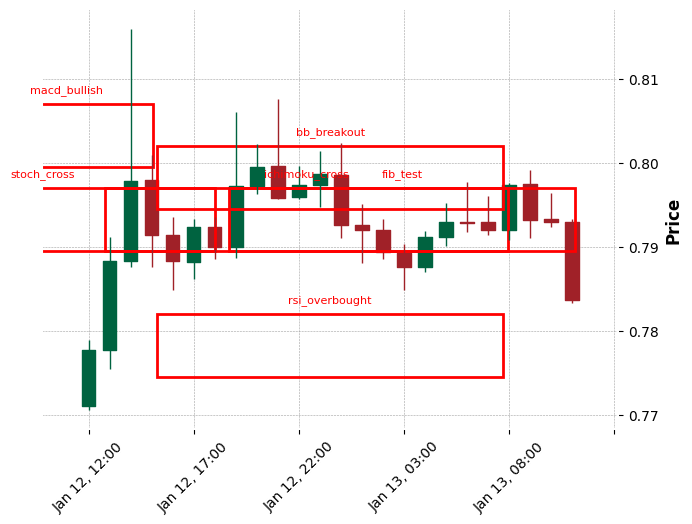 0.81
macd_bullish
bb_breakout
0.80
stoch_cross
ichimoku_cross
fib_test
0.79
rsi_overbought
0.78
0.77
Price
Jan 12, 12:00
Jan 12, 17:00
Jan 12, 22:00
Jan 13, 03:00
Jan 13, 08:00